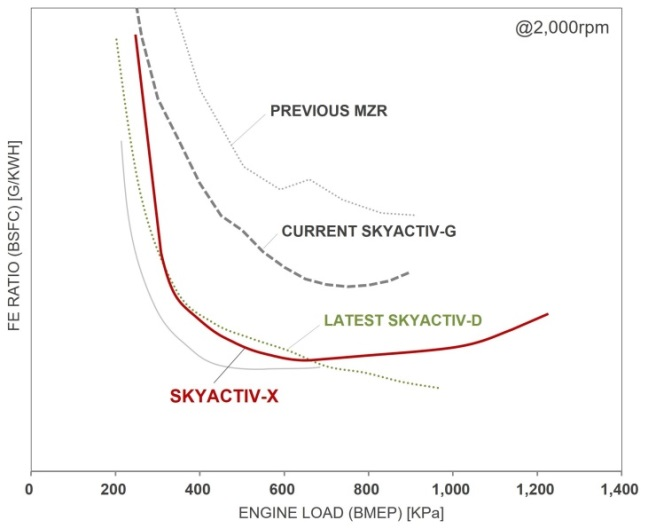 @2,000rpm
PREVIOUS MZR
CURRENT SKYACTIV-G
LATEST SKYACTIV-D
SKYACTIV-X
FE RATIO (BSFC) [G/KWH]
0 200 400 600 800 1,000 1,200 1,400
ENGINE LOAD (BMEP) [KPa]